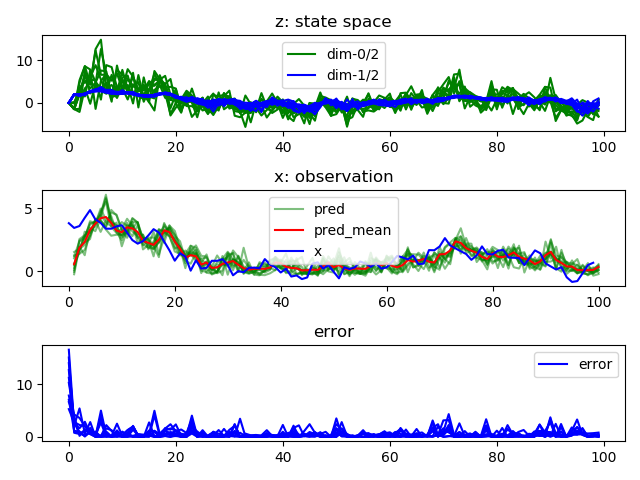 z: state space
10
0
dim-0/2
dim-1/2
0 20 40 60 80 100
x: observation
5
0
pred
pred_mean
x
0 20 40 60 80 100
error
10
0
error
0 20 40 60 80 100